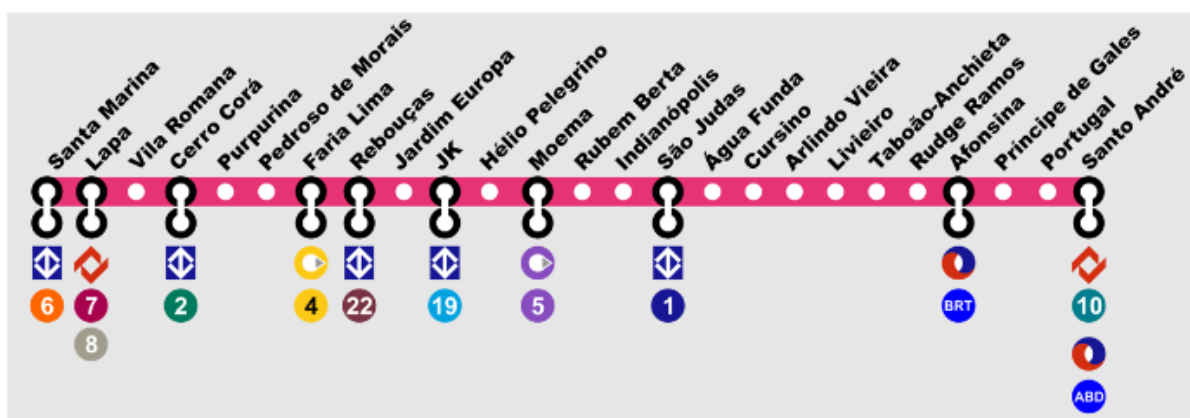 Santa Marina
Lapa
Vila Romana
Cerro Corá
Purpurina
Pedroso de Morais
Faria Lima
Rebouças
Jardim Europa
JK
Hélio Pelegrino
Moema
Rubem Berta
Indianópolis
São Judas
Água Funda
Cursino
Arlindo Vieira
Livieiro
Taboão-Anchieta
Rudge Ramos
Afonsina
Príncipe de Gales
Portugal
Santo André
6 7 2 4 22 19 5 1 BRT 10
8
ABD